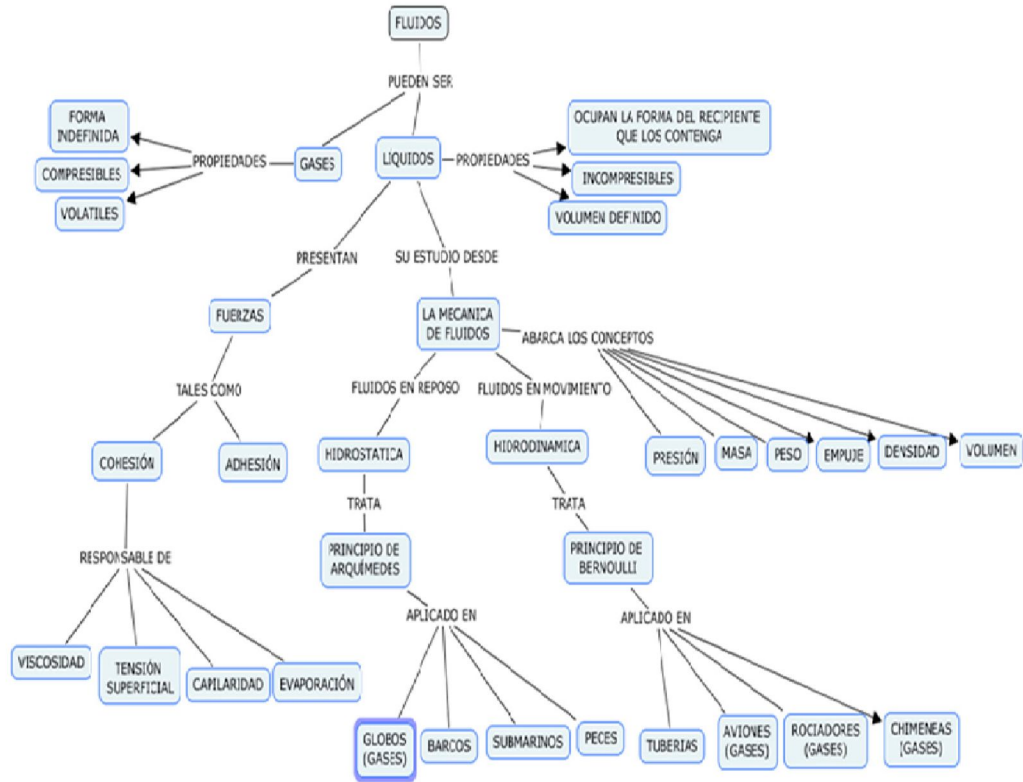 FLUIDOS
PUEDEN SER
FORMA
INDEFINIDA
COMPRESIBLES
VOLATILES
PROPIEDADES
GASES
LÍQUIDOS
PROPIEDADES
OCUPAN LA FORMA DEL RECIPIENTE
QUE LOS CONTENGA
INCOMPRESIBLES
VOLUMEN DEFINIDO
PRESENTAN
SU ESTUDIO DESDE
FUERZAS
LA MECANICA
DE FLUIDOS
ABARCA LOS CONCEPTOS
TALES COMO
FLUIDOS EN REPOSO
FLUIDOS EN MOVIMIENTO
COHESIÓN
ADHESIÓN
HIDROSTATICA
HIDRODINAMICA
PRESIÓN
MASA
PESO
EMPUJE
DENSIDAD
VOLUMEN
RESPONSABLE DE
TRATA
TRATA
PRINCIPIO DE
ARQUÍMEDES
PRINCIPIO DE
BERNOULLI
APLICADO EN
APLICADO EN
VISCOSIDAD
TENSIÓN
SUPERFICIAL
CAPILARIDAD
EVAPORACIÓN
GLOBOS
(GASES)
BARCOS
SUBMARINOS
PECES
TUBERIAS
AVIONES
(GASES)
ROCIADORES
(GASES)
CHIMENEAS
(GASES)